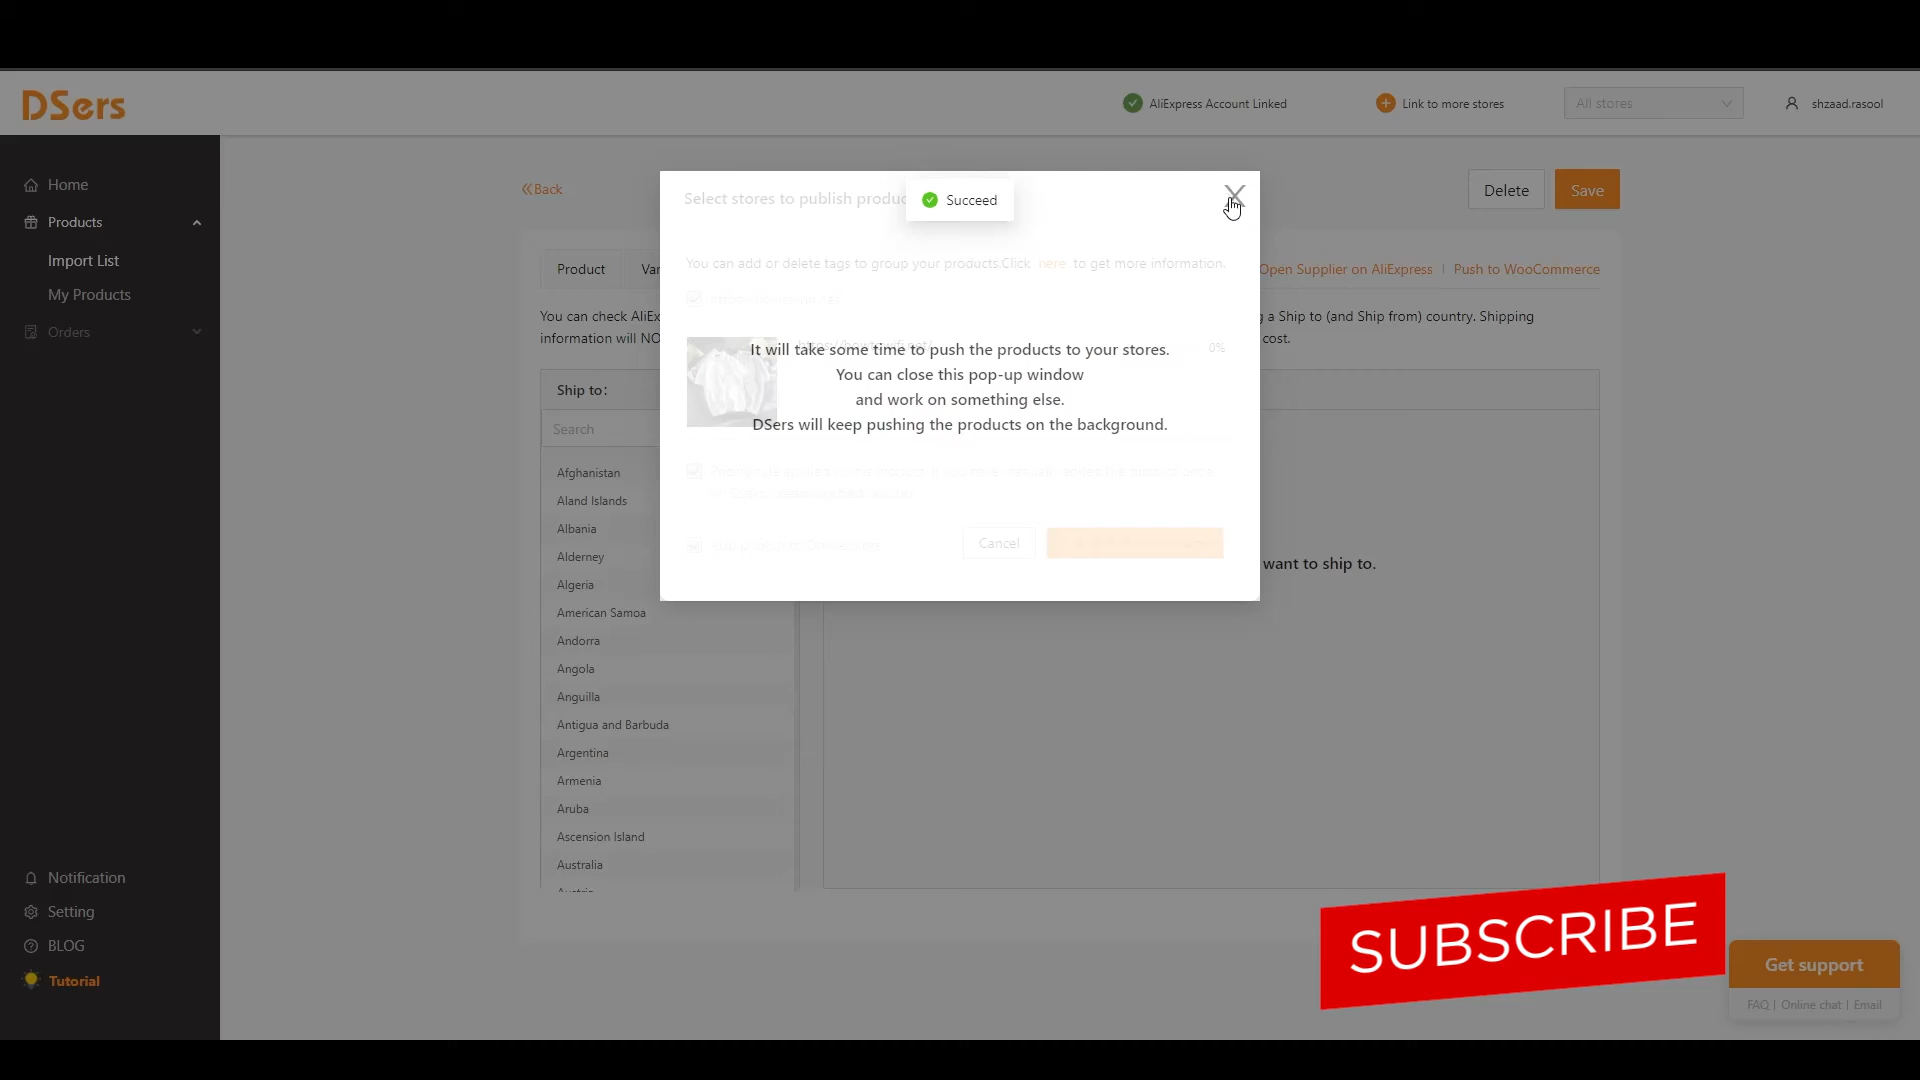 DSers
AliExpress Account Linked
Link to more stores
All stores
shzaad.rasool
Home
Products
Import List
My Products
Orders
Notification
Setting
BLOG
Tutorial
Back
Delete
Save
Select stores to publish produc
Succeed
You can add or delete tags to group your products.Click here to get more information.
Product
Var
Open Supplier on AliExpress
Push to WooCommerce
You can check AliEx
g a Ship to (and Ship from) country. Shipping
information will NO
cost.
0%
It will take some time to push the products to your stores.
You can close this pop-up window
and work on something else.
DSers will keep pushing the products on the background.
Cancel
Ship to:
Search
Afghanistan
Aland Islands
Albania
Alderney
Algeria
American Samoa
Andorra
Angola
Anguilla
Antigua and Barbuda
Argentina
Armenia
Aruba
Ascension Island
Australia
want to ship to.
SUBSCRIBE
Get support
FAQ | Online chat | Email